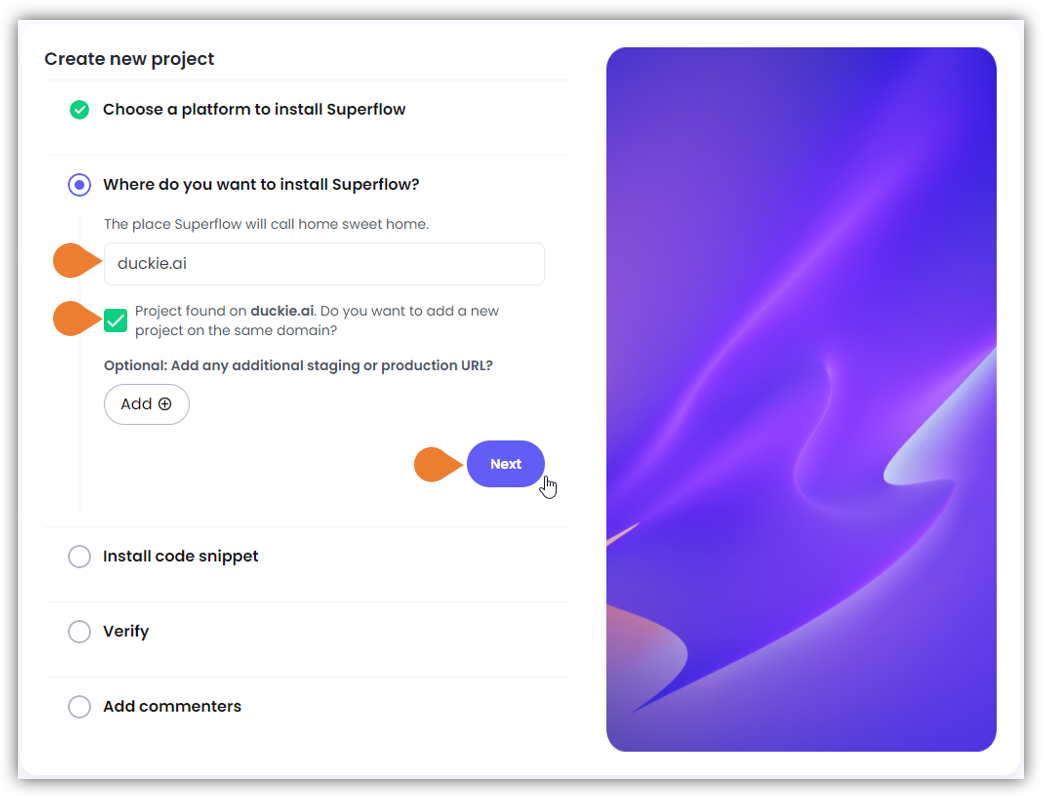 Create new project
Choose a platform to install Superflow
Where do you want to install Superflow?
The place Superflow will call home sweet home.
duckie.ai
Project found on duckie.ai. Do you want to add a new
project on the same domain?
Optional: Add any additional staging or production URL?
Add
Next
Install code snippet
Verify
Add commenters